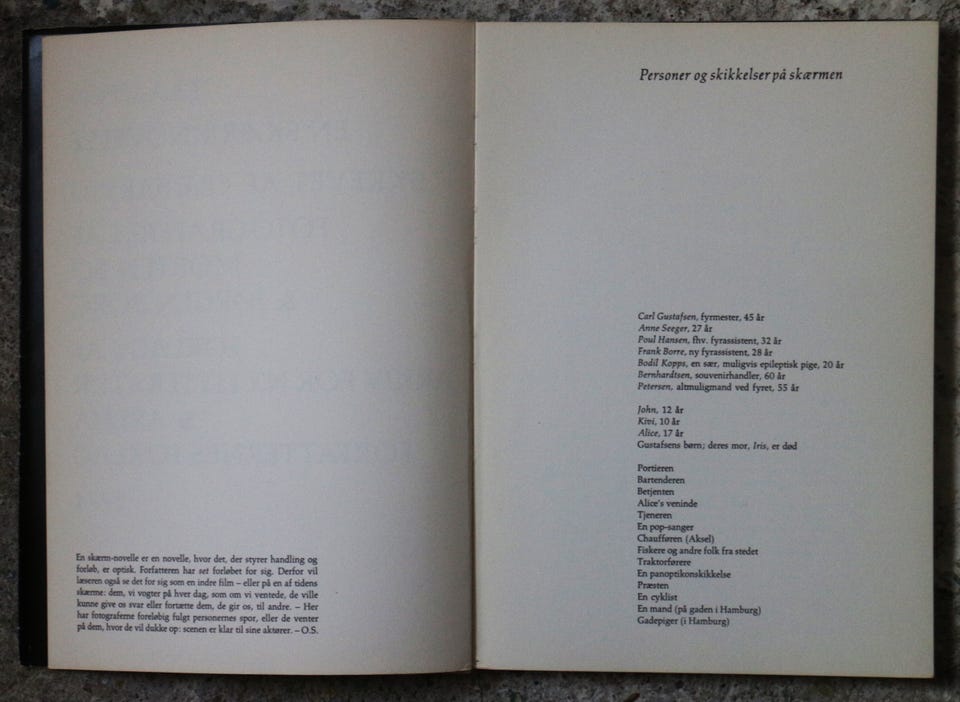 En skærm-novelle er en novelle, hvor det, der styrer handling og
forløb, er optisk. Forfatteren har set forløbet for sig. Derfor vil
læseren også se det for sig som en indre film – eller på en af tidens
skærme: dem, vi vogter på hver dag, som om vi ventede, de ville
kunne give os svar eller fortætte dem, de gir os, til andre. – Her
har fotograferne foreløbig fulgt personernes spor, eller de venter
på dem, hvor de vil dukke op: scenen er klar til sine aktører. – O.S.
Personer og skikkelser på skærmen
Carl Gustafsen, fyrmester, 45 år
Anne Seeger, 27 år
Poul Hansen, fhv. fyrassistent, 32 år
Frank Borre, ny fyrassistent, 28 år
Bodil Kopps, en sær, muligvis epileptisk pige, 20 år
Bernhardtsen, souvenirhandler, 60 år
Petersen, altmuligmand ved fyret, 55 år
John, 12 år
Kivi, 10 år
Alice, 17 år
Gustafsens børn; deres mor, Iris, er død
Portieren
Bartenderen
Betjenten
Alice's veninde
Tjeneren
En pop-sanger
Chaufføren (Aksel)
Fiskere og andre folk fra stedet
Traktorførere
En panoptikonskikkelse
Præsten
En cyklist
En mand (på gaden i Hamburg)
Gadepiger (i Hamburg)